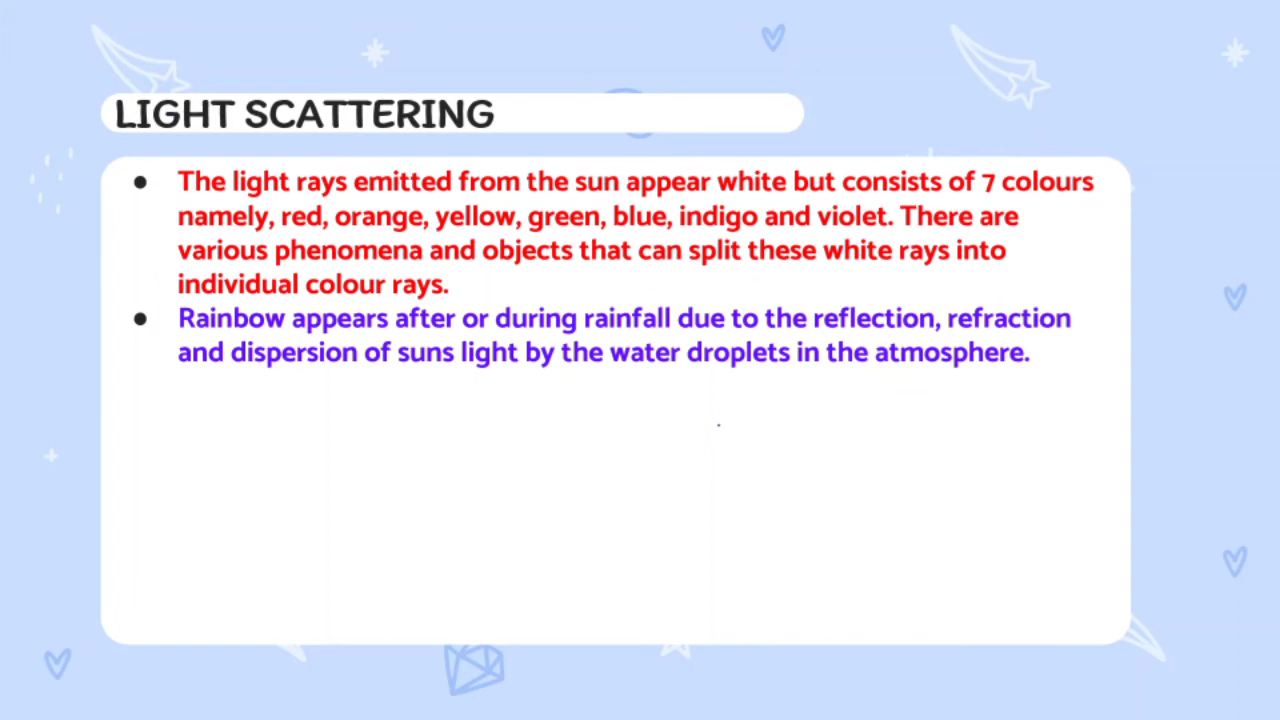 LIGHT SCATTERING
● The light rays emitted from the sun appear white but consists of 7 colours
namely, red, orange, yellow, green, blue, indigo and violet. There are
various phenomena and objects that can split these white rays into
individual colour rays.
● Rainbow appears after or during rainfall due to the reflection, refraction
and dispersion of suns light by the water droplets in the atmosphere.